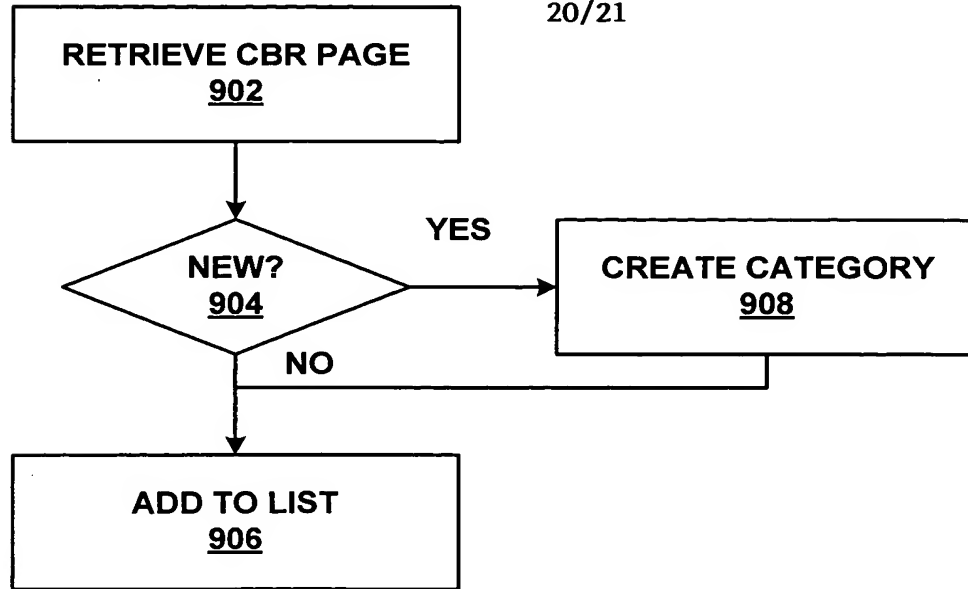 20/21
RETRIEVE CBR PAGE
902
NEW?
904
YES
CREATE CATEGORY
908
NO
ADD TO LIST
906